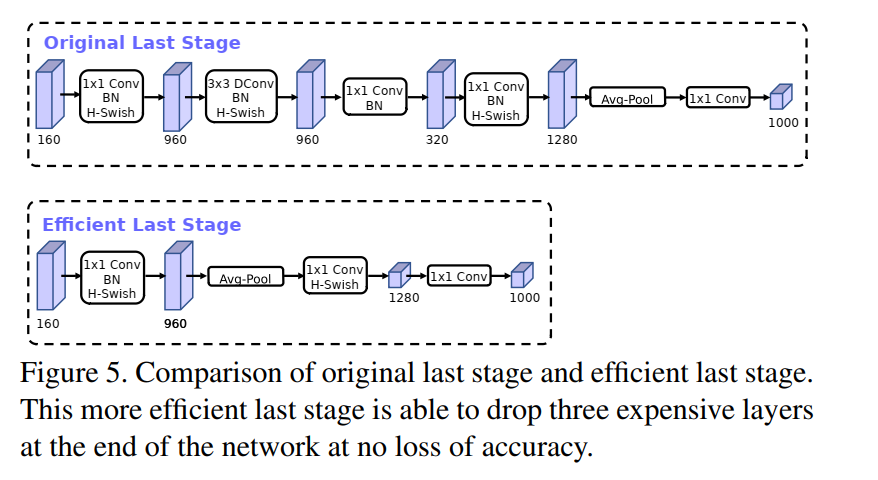 Original Last Stage
1x1 Conv
BN
H-Swish
3x3 DConv
BN
H-Swish
1x1 Conv
BN
1x1 Conv
BN
H-Swish
Avg-Pool
1x1 Conv
160
960
960
320
1280
1000
Efficient Last Stage
1x1 Conv
BN
H-Swish
Avg-Pool
1x1 Conv
H-Swish
1x1 Conv
160
960
1280
1000
Figure 5. Comparison of original last stage and efficient last stage.
This more efficient last stage is able to drop three expensive layers
at the end of the network at no loss of accuracy.